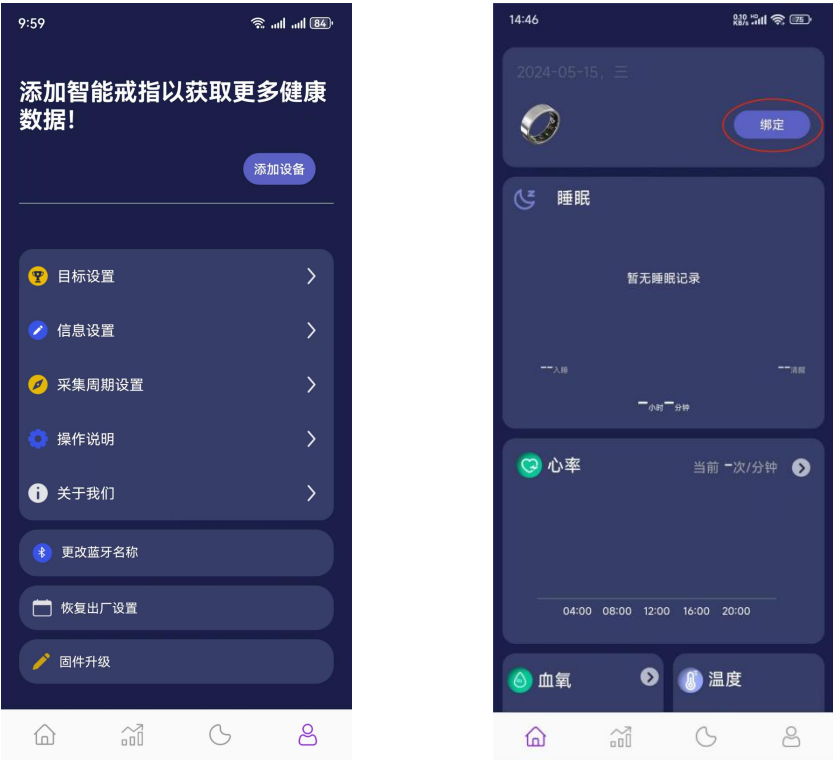 9:59
84
添加智能戒指以获取更多健康
数据!
添加设备
目标设置
信息设置
采集周期设置
操作说明
关于我们
更改蓝牙名称
恢复出厂设置
固件升级
14:46
0.10 KB/s HD 75
2024-05-15, 三
绑定
睡眠
暂无睡眠记录
--入睡
--清醒
-小时-分钟
心率
当前 -次/分钟
04:00 08:00 12:00 16:00 20:00
血氧
温度